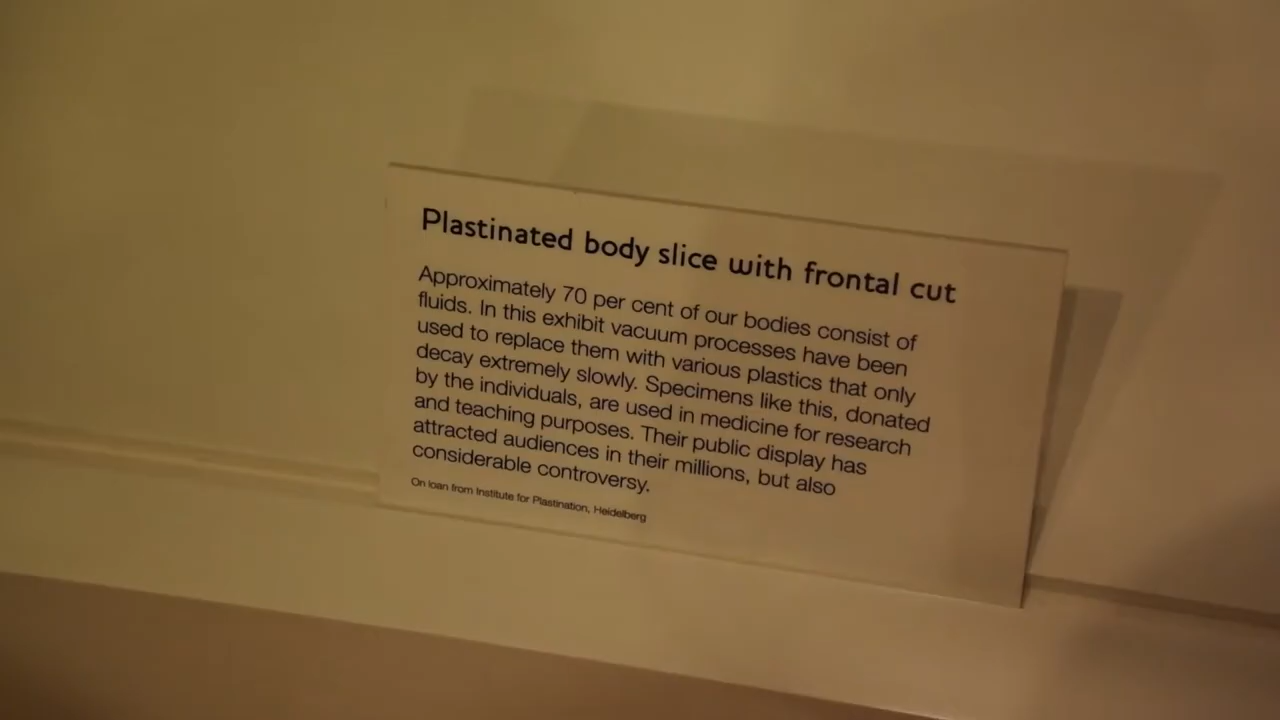 Plastinated body slice with frontal cut
Approximately 70 per cent of our bodies consist of
fluids. In this exhibit vacuum processes have been
used to replace them with various plastics that only
decay extremely slowly. Specimens like this, donated
by the individuals, are used in medicine for research
and teaching purposes. Their public display has
attracted audiences in their millions, but also
considerable controversy.
On loan from Institute for Plastination, Heidelberg